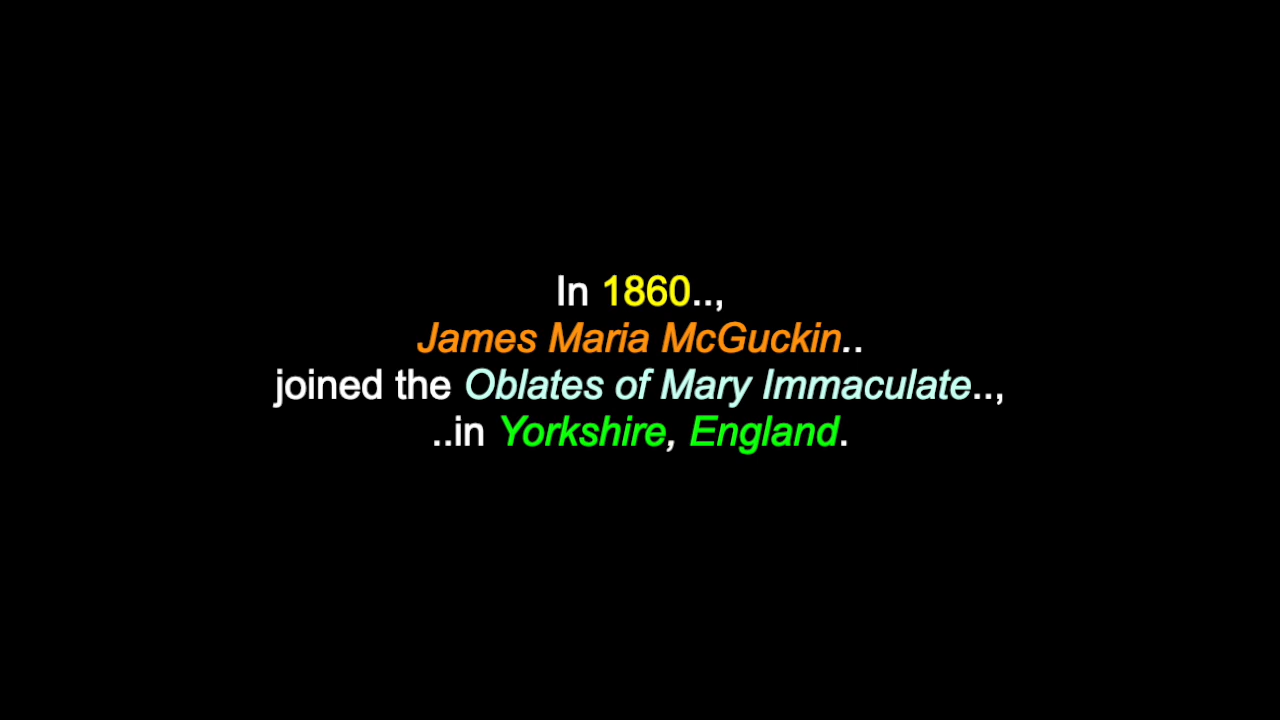 In 1860..,
James Maria McGuckin..
joined the Oblates of Mary Immaculate..,
..in Yorkshire, England.